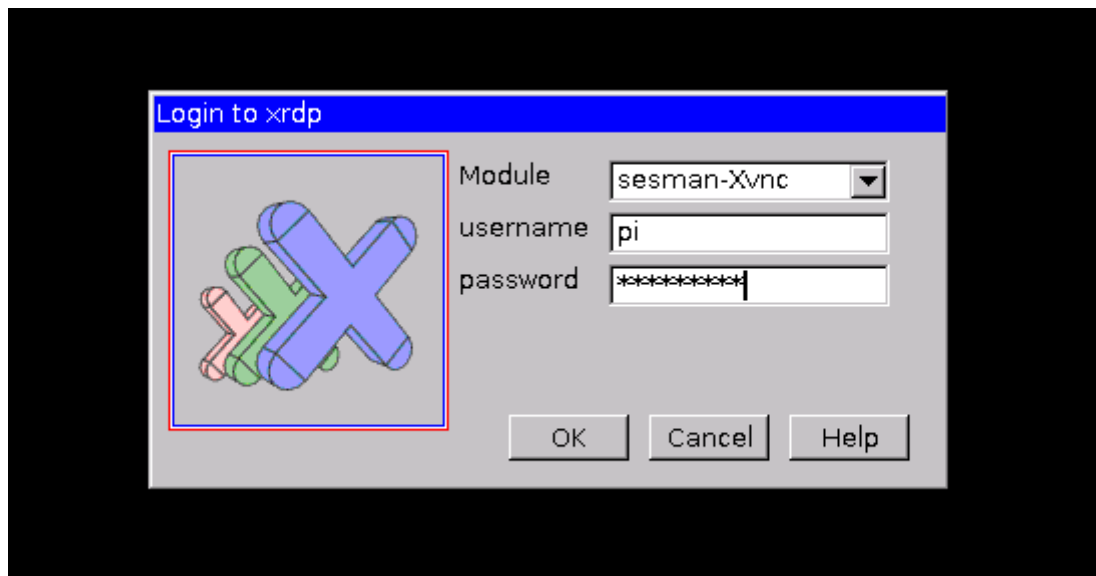 Login to xrdp
Module sesman-Xvnc
username pi
password *********
OK Cancel Help